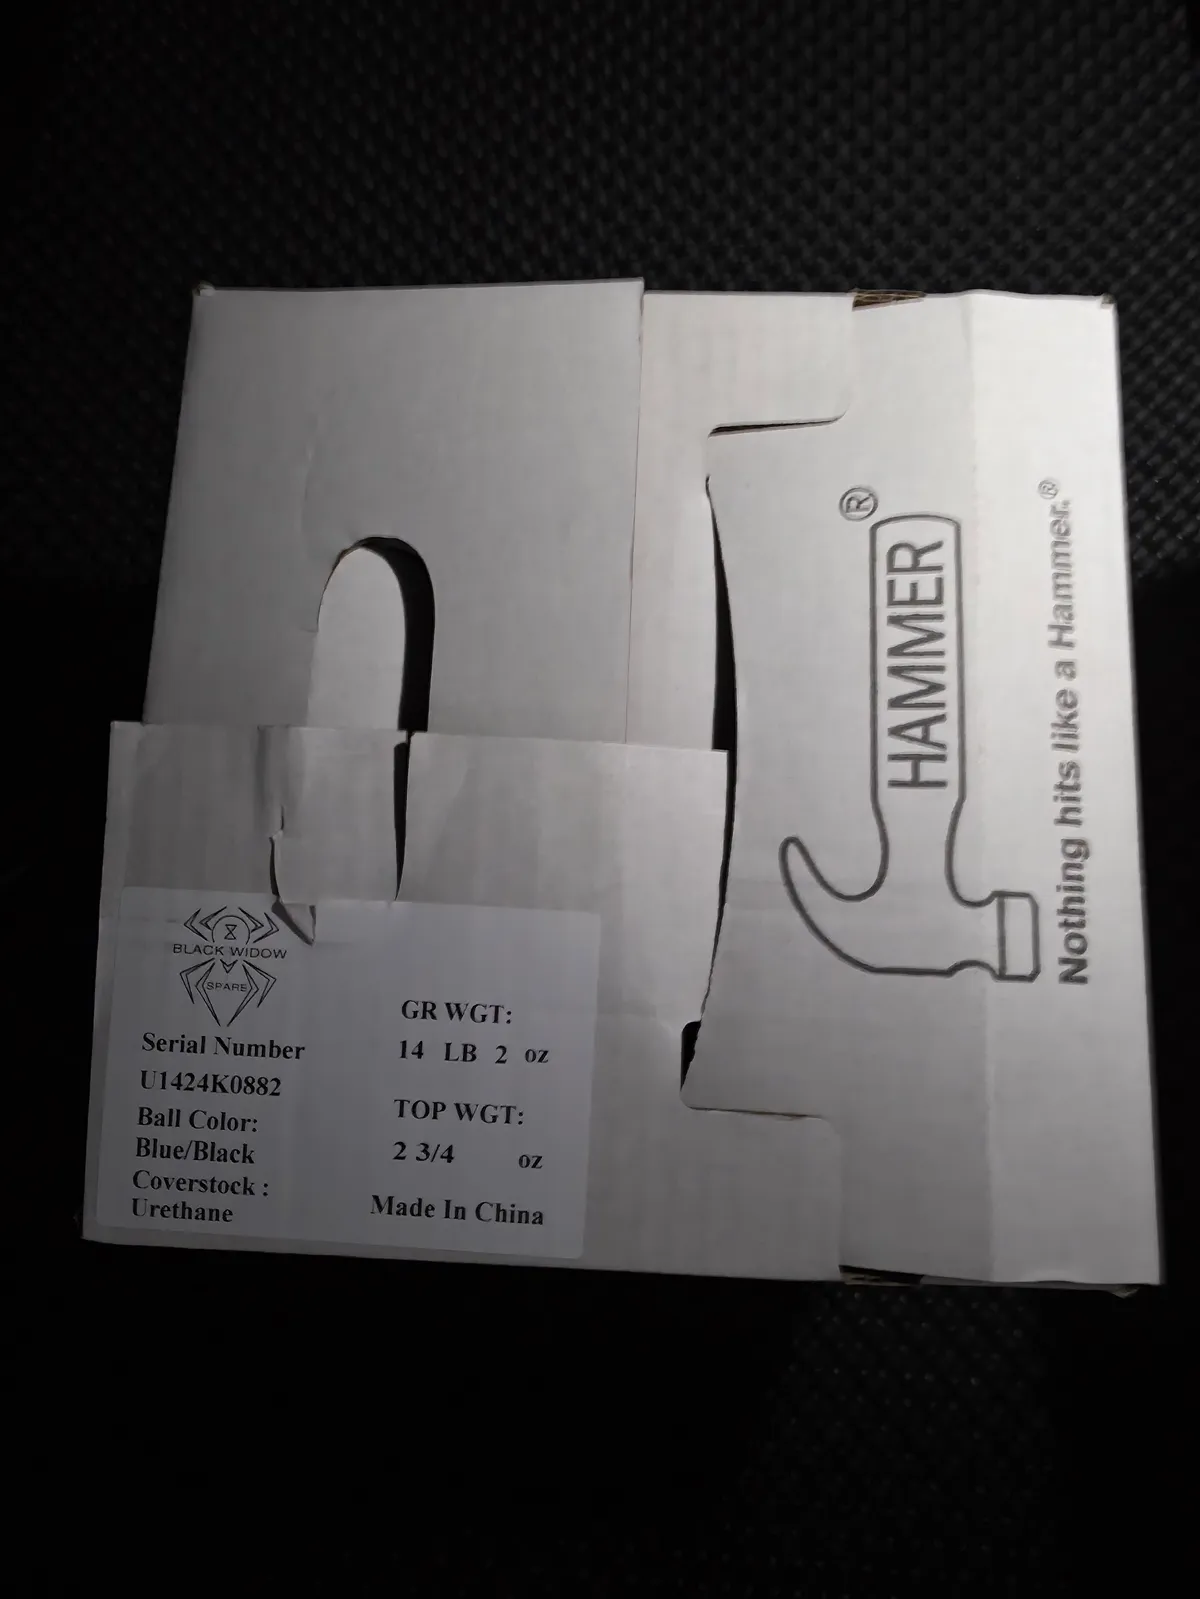 HAMMER®
Nothing hits like a Hammer.®
BLACK WIDOW
SPARE
Serial Number
U1424K0882
Ball Color:
Blue/Black
Coverstock :
Urethane
GR WGT:
14 LB 2 oz
TOP WGT:
2 3/4 oz
Made In China